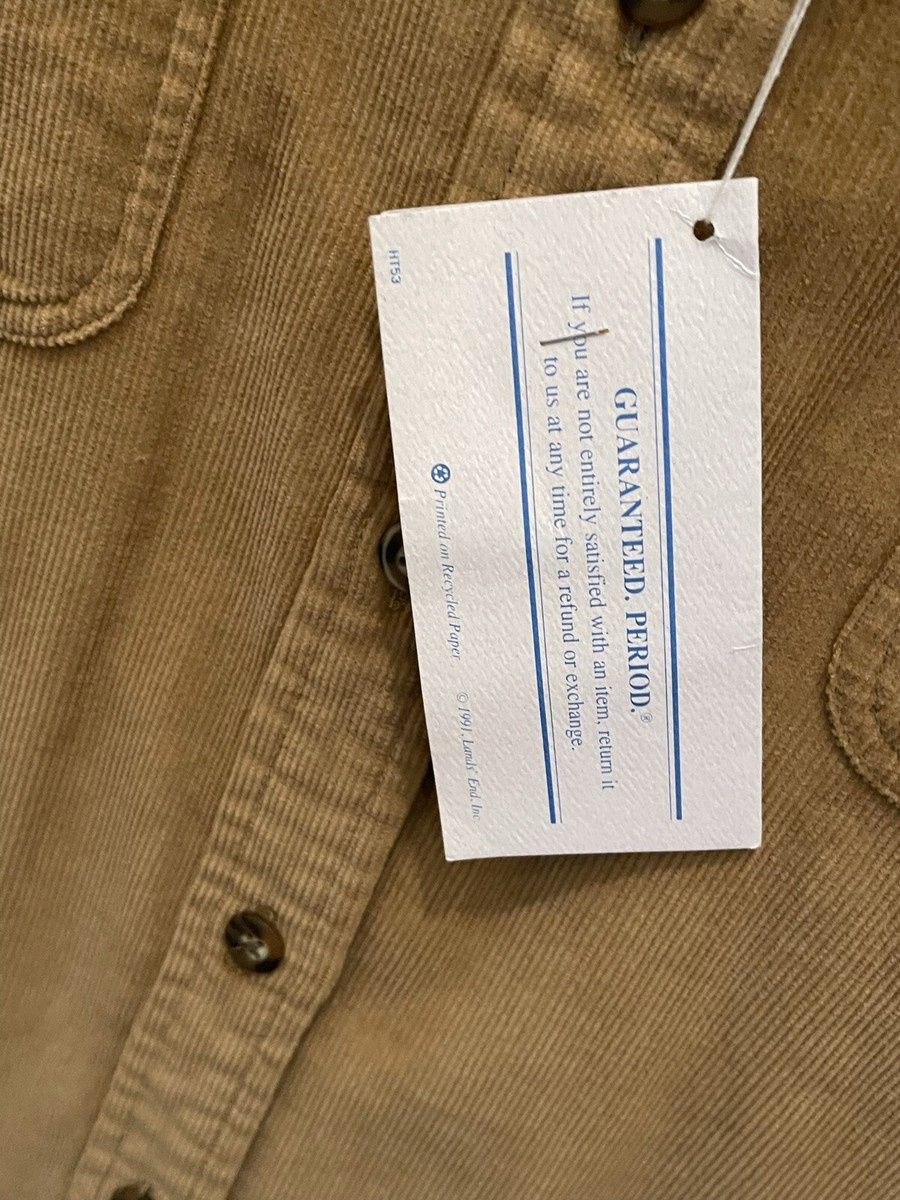 GUARANTEED. PERIOD.®
If you are not entirely satisfied with an item, return it
to us at any time for a refund or exchange.
Printed on Recycled Paper © 1991, Lands' End, Inc.
HT53